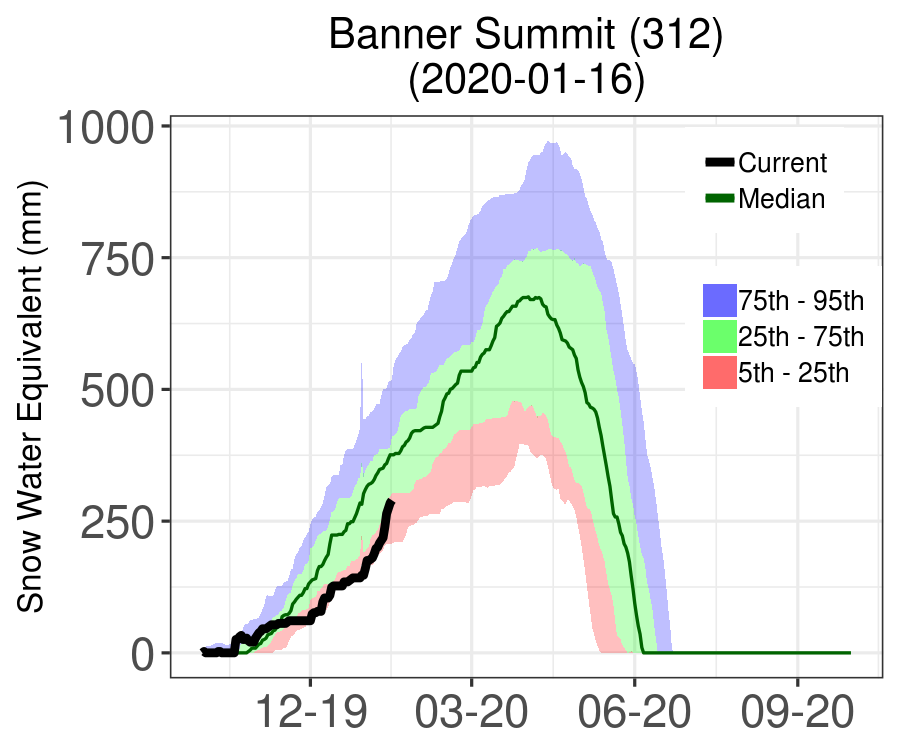 Banner Summit (312)
(2020-01-16)
Snow Water Equivalent (mm)
1000
750
500
250
0
Current
Median
75th - 95th
25th - 75th
5th - 25th
12-19 03-20 06-20 09-20